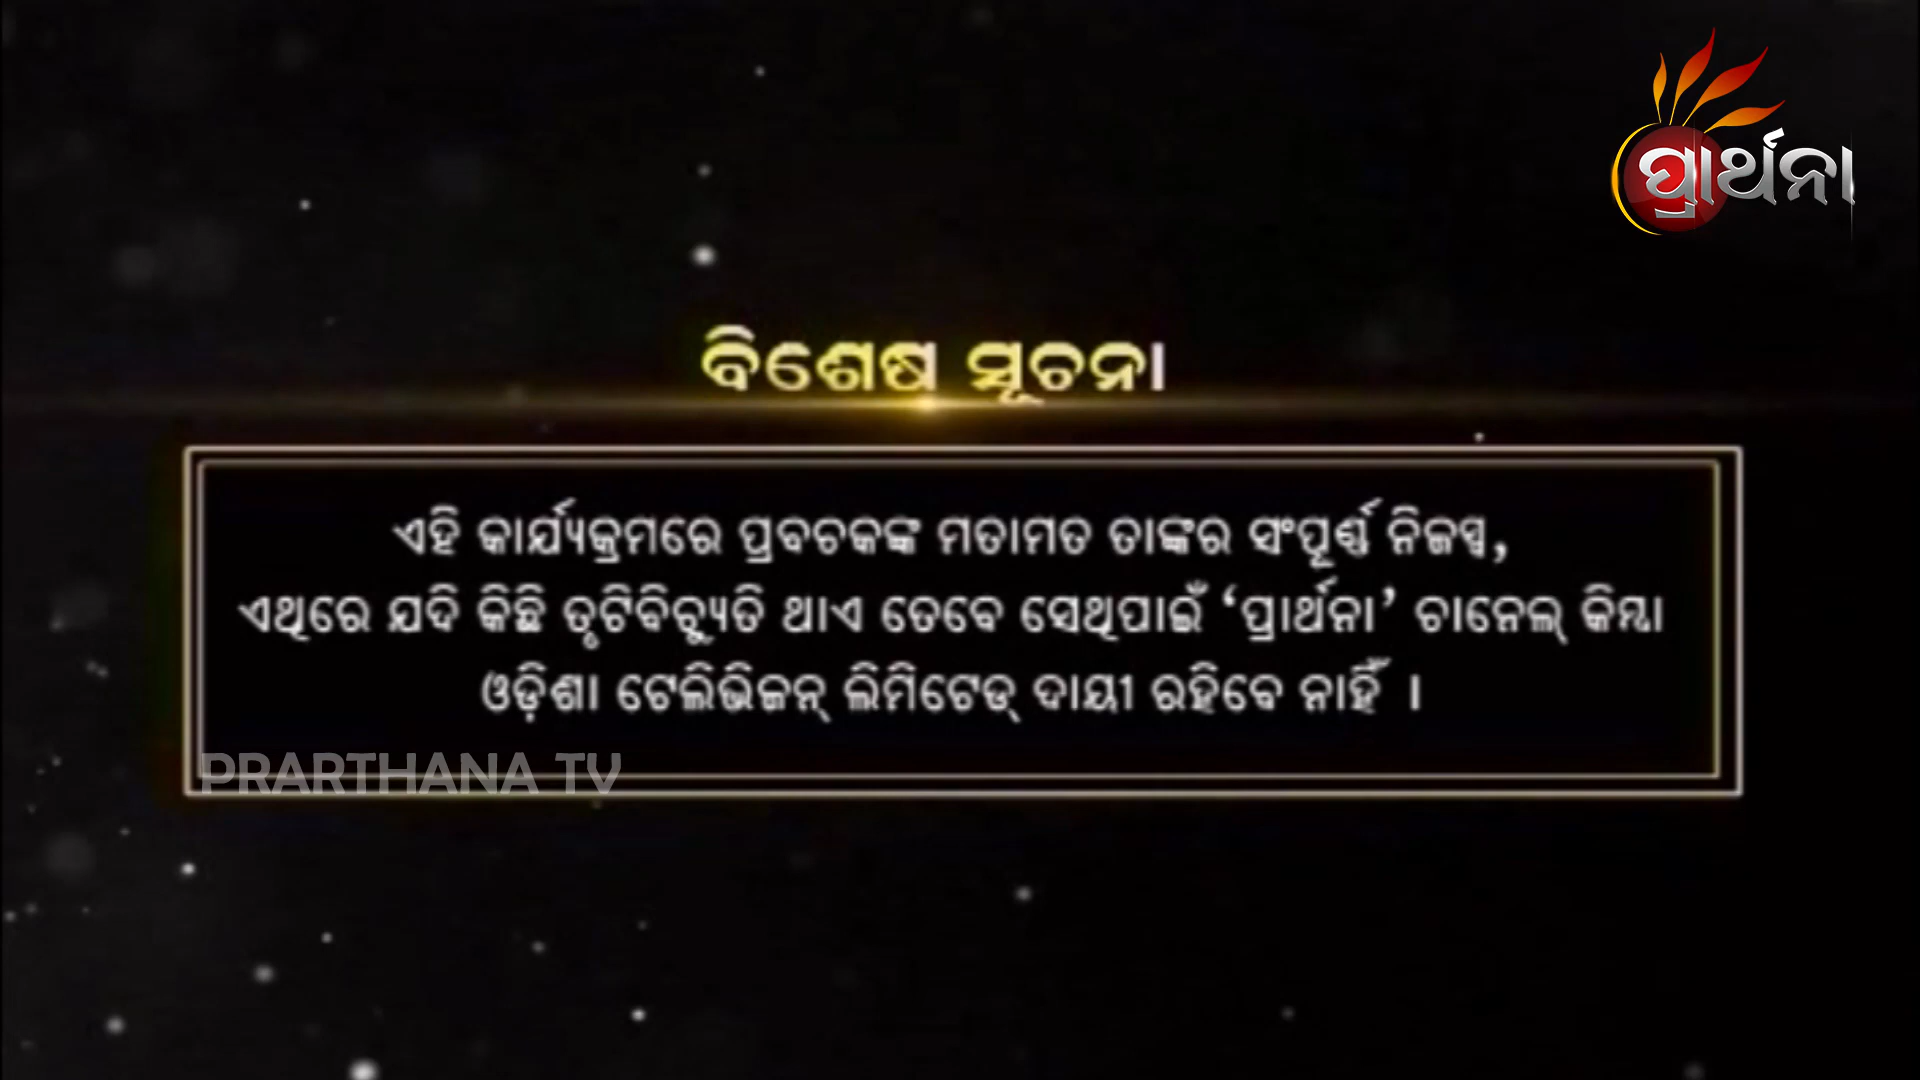 ପ୍ରାର୍ଥନା
ବିଶେଷ ସୂଚନା
ଏହି କାର୍ଯ୍ୟକ୍ରମରେ ପ୍ରବଚକଙ୍କ ମତାମତ ତାଙ୍କର ସଂପୂର୍ଣ୍ଣ ନିଜସ୍ୱ,
ଏଥିରେ ଯଦି କିଛି ତୃଟିବିଚ୍ୟୁତି ଥାଏ ତେବେ ସେଥିପାଇଁ ‘ପ୍ରାର୍ଥନା’ ଚାନେଲ୍ କିମ୍ବା
ଓଡ଼ିଶା ଟେଲିଭିଜନ୍ ଲିମିଟେଡ୍ ଦାୟୀ ରହିବେ ନାହିଁ ।
PRARTHANA TV